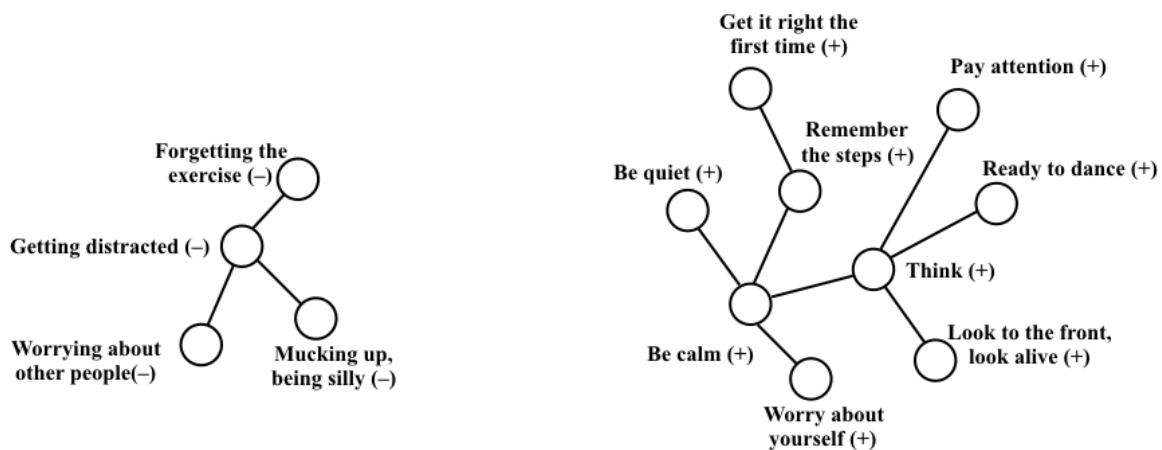 Forgetting the
exercise (–)
Getting distracted (–)
Worrying about
other people(–)
Mucking up,
being silly (–)
Get it right the
first time (+)
Pay attention (+)
Remember
the steps (+)
Be quiet (+)
Ready to dance (+)
Think (+)
Be calm (+)
Look to the front,
look alive (+)
Worry about
yourself (+)